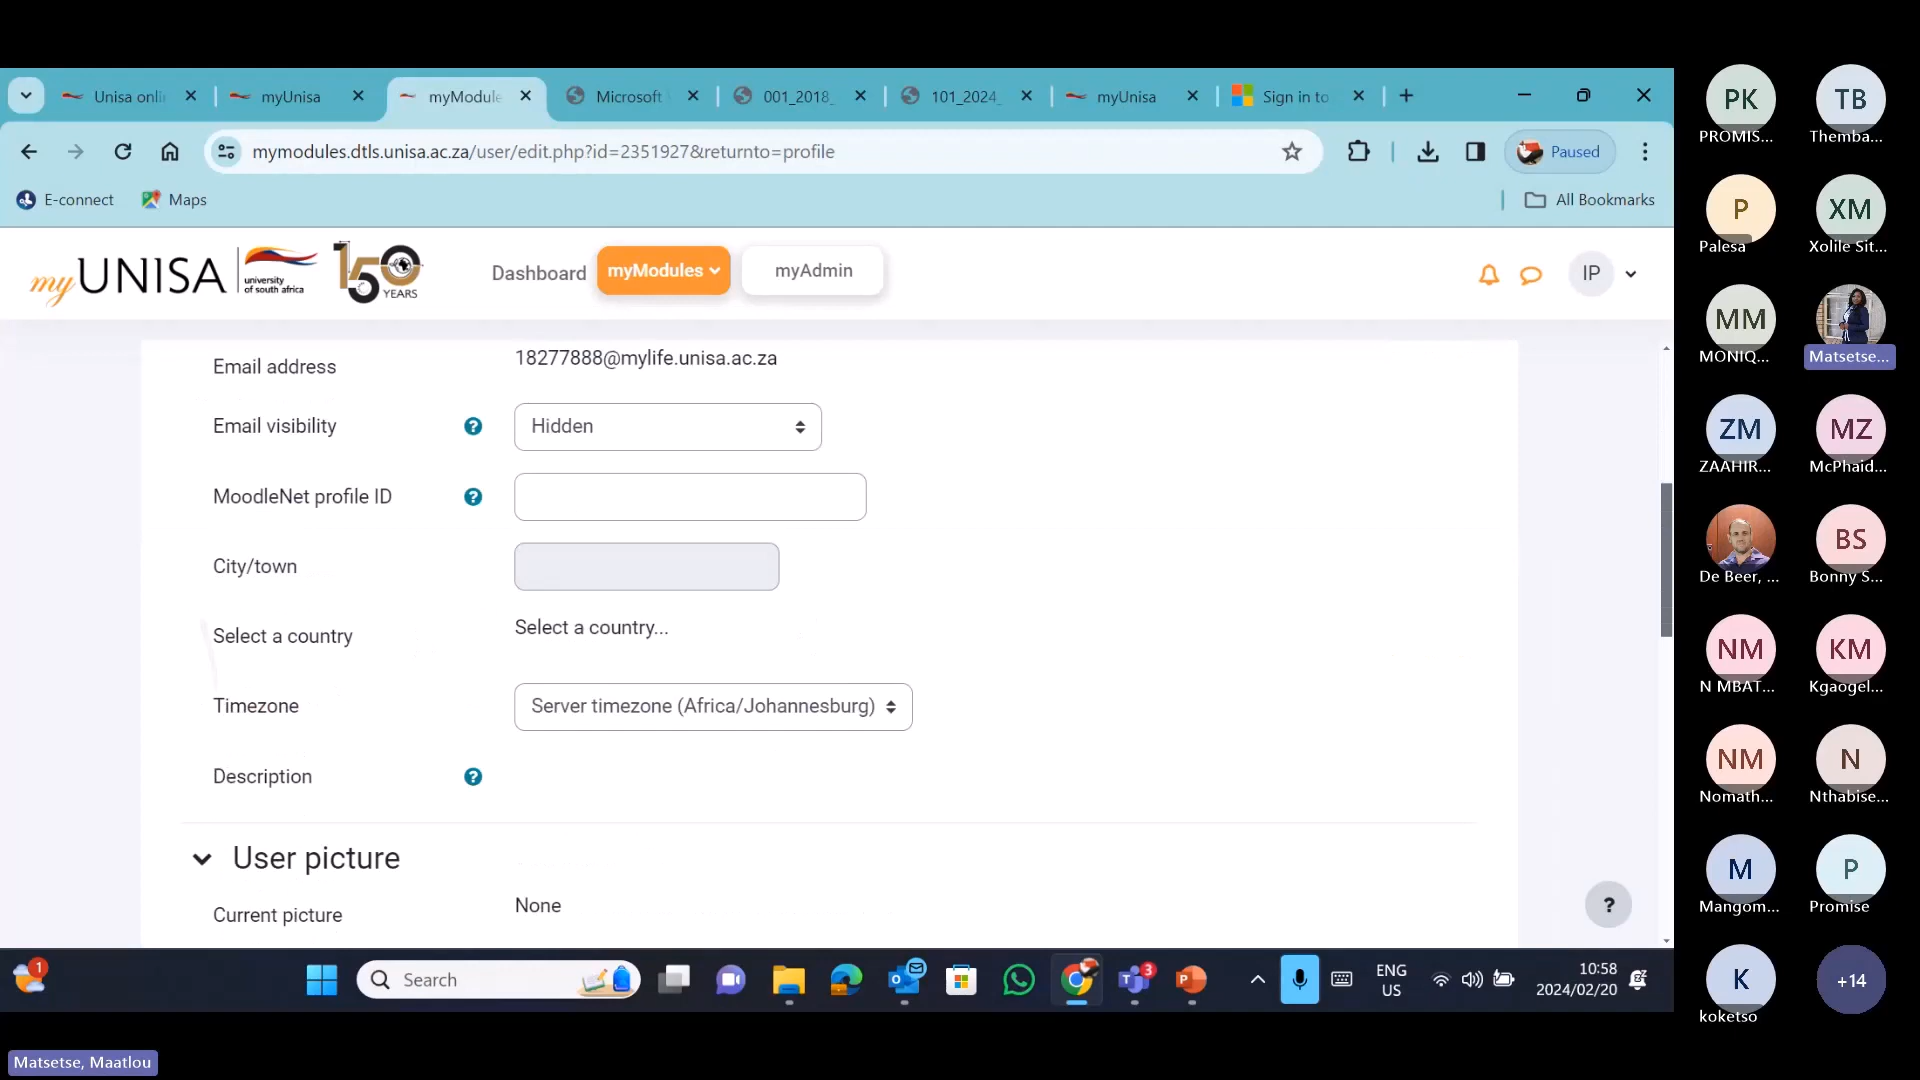 Unisa onli
myUnisa
myModule
Microsoft
001_2018_
101_2024_
myUnisa
Sign in to
mymodules.dtls.unisa.ac.za/user/edit.php?id=2351927&returnto=profile
Paused
E-connect
Maps
All Bookmarks
my UNISA
university
of south africa
150
YEARS
Dashboard
myModules
myAdmin
IP
Email address
18277888@mylife.unisa.ac.za
Email visibility
?
Hidden
MoodleNet profile ID
?
City/town
Select a country
Select a country...
Timezone
Server timezone (Africa/Johannesburg)
Description
?
User picture
Current picture
None
?
1
Search
3
ENG
US
10:58
2024/02/20
Matsetse, Maatlou
PK
PROMIS...
TB
Themba...
P
Palesa
XM
Xolile Sit...
MM
MONIQ...
Matsetse...
ZM
ZAAHIR...
MZ
McPhaid...
De Beer, ...
BS
Bonny S...
NM
N MBAT...
KM
Kgaogel...
NM
Nomath...
N
Nthabise...
M
Mangom...
P
Promise
K
koketso
+14